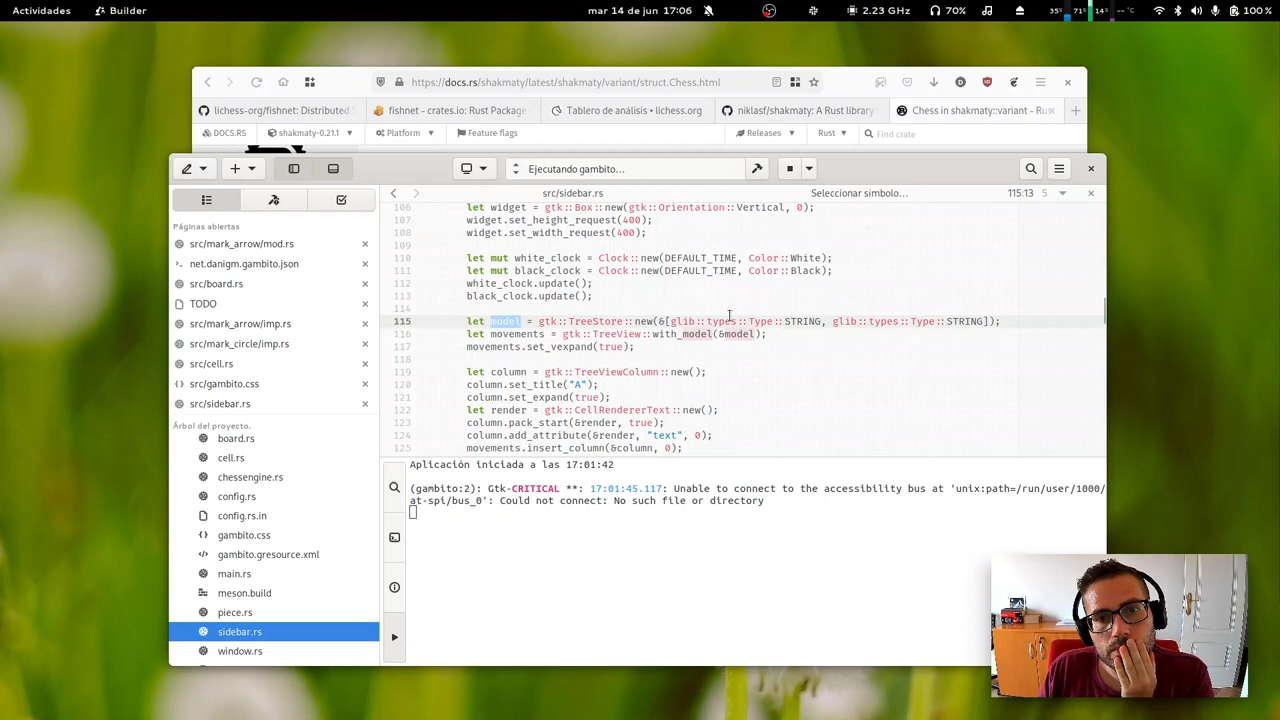 Actividades Builder mar 14 de jun 17:06 2.23 GHz 70% 35% 71% 14% --°C 100 %
https://docs.rs/shakmaty/latest/shakmaty/variant/struct.Chess.html
lichess-org/fishnet: Distributed S fishnet - crates.io: Rust Package Tablero de análisis • lichess.org niklasf/shakmaty: A Rust library Chess in shakmaty::variant - Rus
DOCS.RS shakmaty-0.21.1 Platform Feature flags Releases Rust Find crate
Ejecutando gambito…
src/sidebar.rs Seleccionar símbolo… 115:13 5
Páginas abiertas
src/mark_arrow/mod.rs
net.danigm.gambito.json
src/board.rs
TODO
src/mark_arrow/imp.rs
src/mark_circle/imp.rs
src/cell.rs
src/gambito.css
src/sidebar.rs
Árbol del proyecto.
board.rs
cell.rs
chessengine.rs
config.rs
config.rs.in
gambito.css
gambito.gresource.xml
main.rs
meson.build
piece.rs
sidebar.rs
window.rs
106 let widget = gtk::Box::new(gtk::Orientation::Vertical, 0);
107 widget.set_height_request(400);
108 widget.set_width_request(400);
109
110 let mut white_clock = Clock::new(DEFAULT_TIME, Color::White);
111 let mut black_clock = Clock::new(DEFAULT_TIME, Color::Black);
112 white_clock.update();
113 black_clock.update();
114
115 let model = gtk::TreeStore::new(&[glib::types::Type::STRING, glib::types::Type::STRING]);
116 let movements = gtk::TreeView::with_model(&model);
117 movements.set_vexpand(true);
118
119 let column = gtk::TreeViewColumn::new();
120 column.set_title("A");
121 column.set_expand(true);
122 let render = gtk::CellRendererText::new();
123 column.pack_start(&render, true);
124 column.add_attribute(&render, "text", 0);
125 movements.insert_column(&column, 0);
Aplicación iniciada a las 17:01:42
(gambito:2): Gtk-CRITICAL **: 17:01:45.117: Unable to connect to the accessibility bus at 'unix:path=/run/user/1000/
at-spi/bus_0': Could not connect: No such file or directory